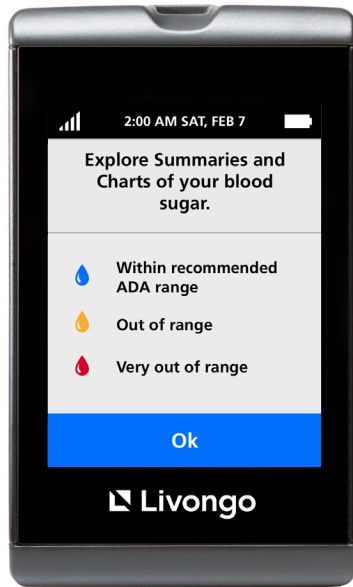 2:00 AM SAT, FEB 7
Explore Summaries and
Charts of your blood
sugar.
Within recommended
ADA range
Out of range
Very out of range
Ok
Livongo